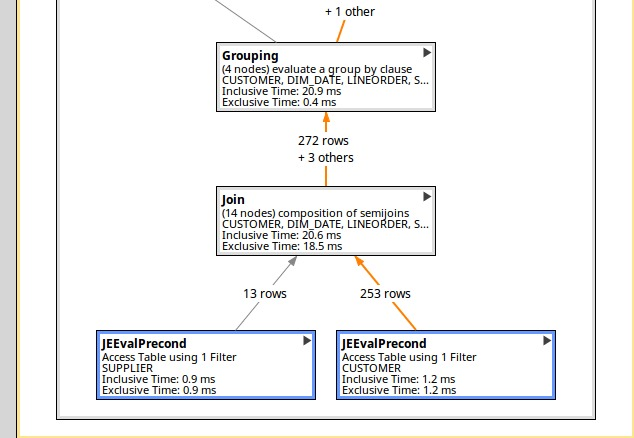 + 1 other
Grouping
(4 nodes) evaluate a group by clause
CUSTOMER, DIM_DATE, LINEORDER, S...
Inclusive Time: 20.9 ms
Exclusive Time: 0.4 ms
272 rows
+ 3 others
Join
(14 nodes) composition of semijoins
CUSTOMER, DIM_DATE, LINEORDER, S...
Inclusive Time: 20.6 ms
Exclusive Time: 18.5 ms
13 rows
253 rows
JEEvalPrecond
Access Table using 1 Filter
SUPPLIER
Inclusive Time: 0.9 ms
Exclusive Time: 0.9 ms
JEEvalPrecond
Access Table using 1 Filter
CUSTOMER
Inclusive Time: 1.2 ms
Exclusive Time: 1.2 ms